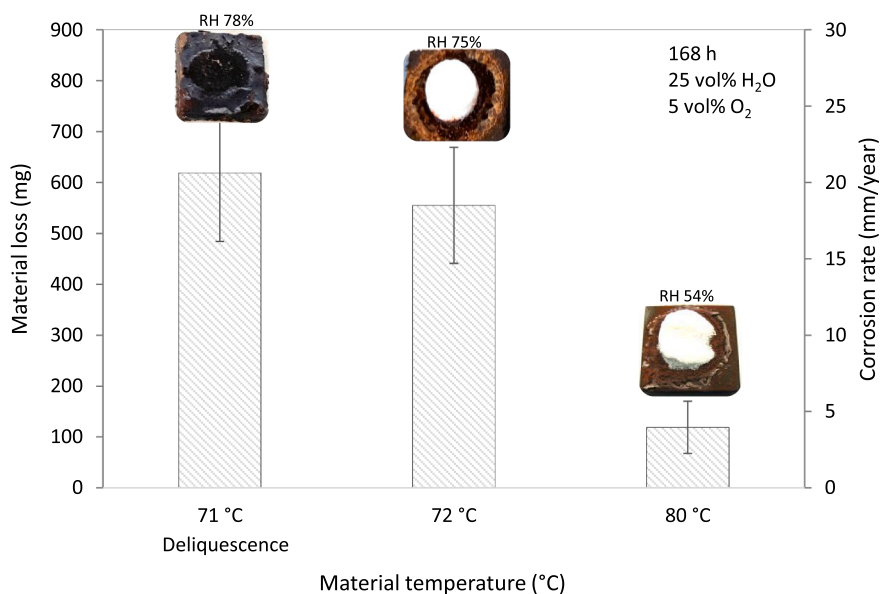 RH 78%
RH 75%
168 h
25 vol% H₂O
5 vol% O₂
RH 54%
Material loss (mg)
900
800
700
600
500
400
300
200
100
0
30
25
20
15
10
5
0
Corrosion rate (mm/year)
71 °C
72 °C
80 °C
Deliquescence
Material temperature (°C)